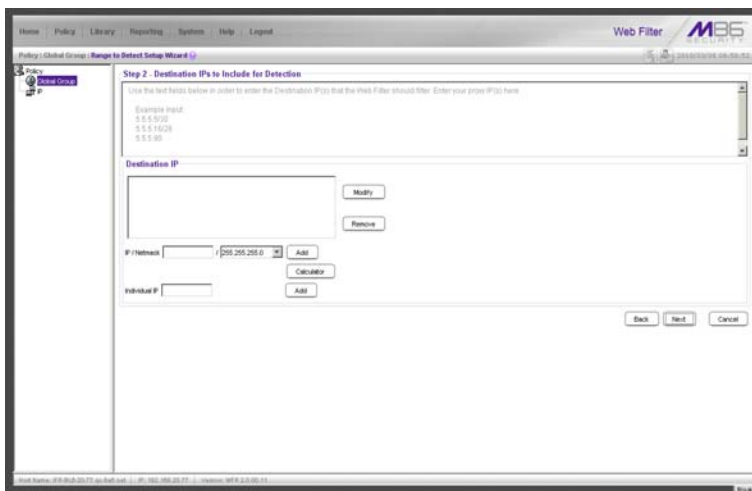 Home Policy Library Reporting System Help Logout
Web Filter
M86 SECURITY
Policy : Global Group : Range to Detect Setup Wizard
Policy
Global Group
IP
Step 2 - Destination IPs to Include for Detection
Use the text fields below in order to enter the Destination IP(s) that the Web Filter should filter. Enter your proxy IP(s) here.
Example input:
5.5.5.5/32
5.5.5.16/28
5.5.5.80
Destination IP
Modify
Remove
IP / Netmask / 255.255.255.0 Add
Calculator
Individual IP Add
Back Next Cancel